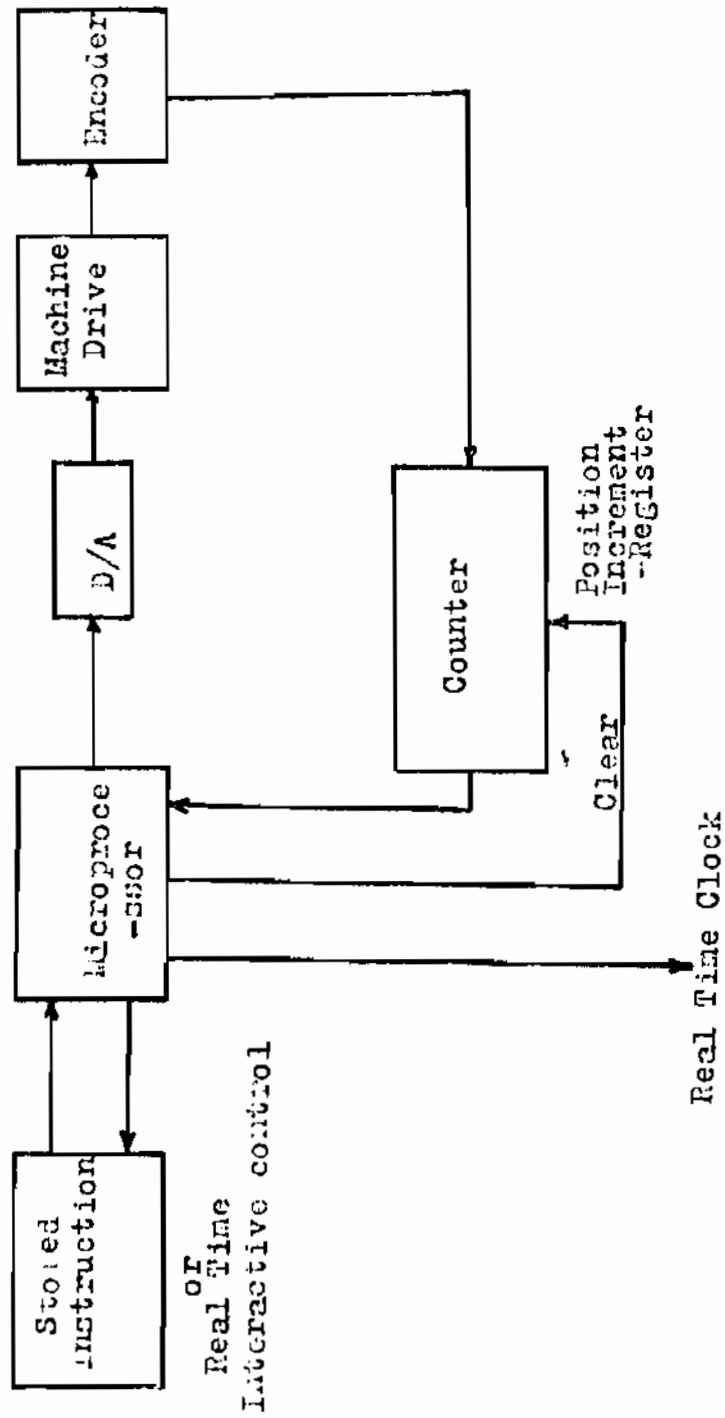 Stored
Instruction
or
Real Time
Interactive control
Microproce
-ssor
D/A
Machine
Drive
Encoder
Counter
Position
Increment
-Register
Clear
Real Time Clock